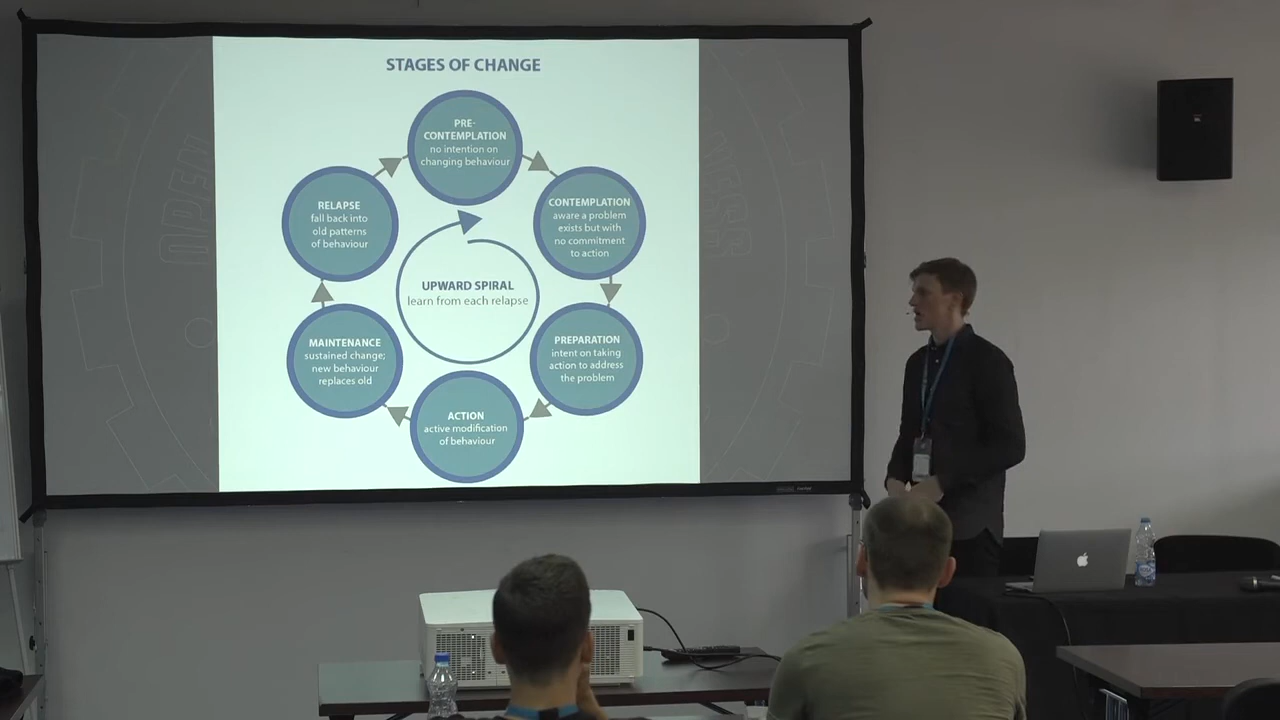 STAGES OF CHANGE
PRE-
CONTEMPLATION
no intention on
changing behaviour
CONTEMPLATION
aware a problem
exists but with
no commitment
to action
PREPARATION
intent on taking
action to address
the problem
ACTION
active modification
of behaviour
MAINTENANCE
sustained change;
new behaviour
replaces old
RELAPSE
fall back into
old patterns
of behaviour
UPWARD SPIRAL
learn from each relapse
OPEN